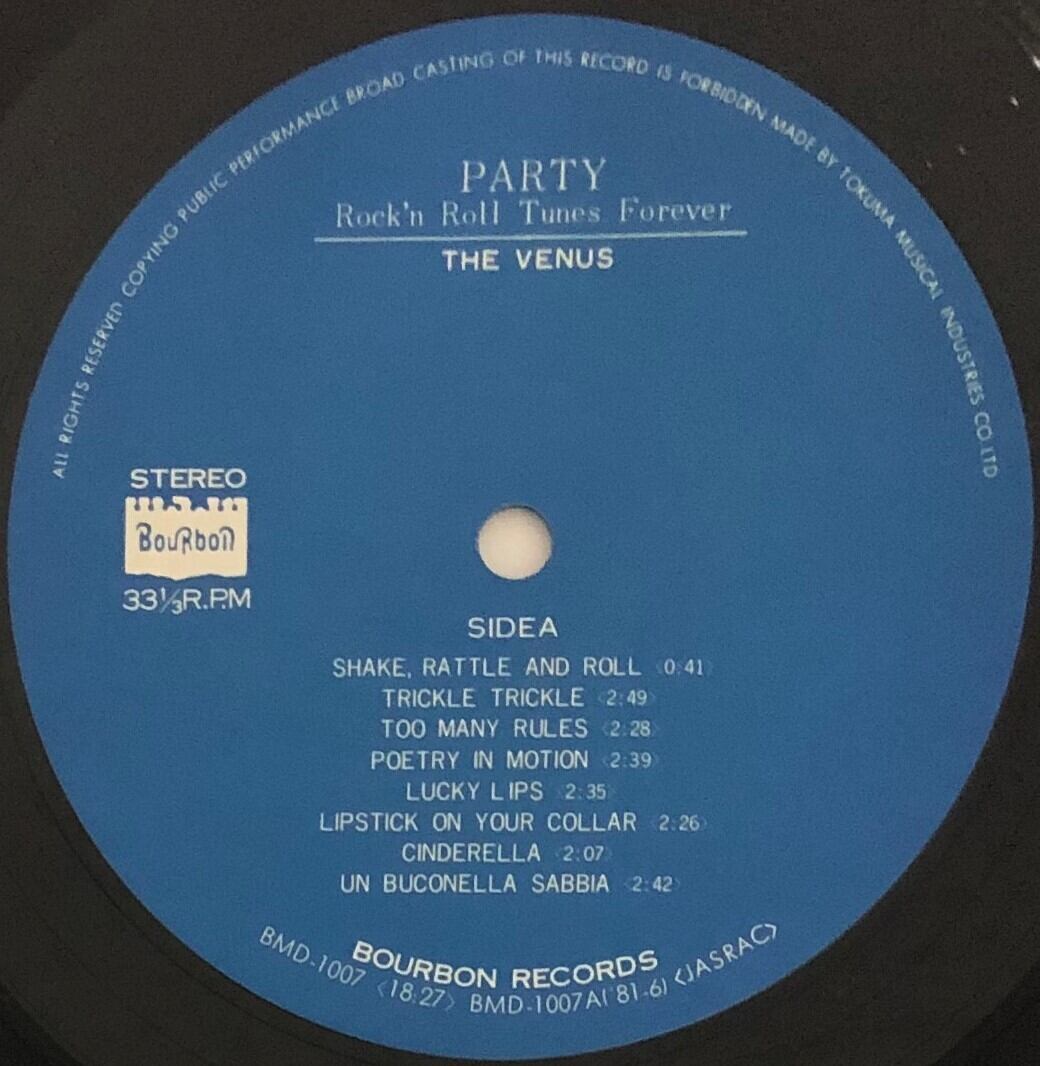 ALL RIGHTS RESERVED COPYING PUBLIC PERFORMANCE BROAD CASTING OF THIS RECORD IS FORBIDDEN MADE BY TOKUMA MUSICAL INDUSTRIES CO LTD
PARTY
Rock'n Roll Tunes Forever
THE VENUS
STEREO
BouRbon
33⅓R.P.M
SIDEA
SHAKE, RATTLE AND ROLL <0:41>
TRICKLE TRICKLE <2:49>
TOO MANY RULES <2:28>
POETRY IN MOTION <2:39>
LUCKY LIPS <2:35>
LIPSTICK ON YOUR COLLAR <2:26>
CINDERELLA <2:07>
UN BUCONELLA SABBIA <2:42>
BOURBON RECORDS
BMD-1007 <18:27> BMD-1007A('81-6) <JASRAC>